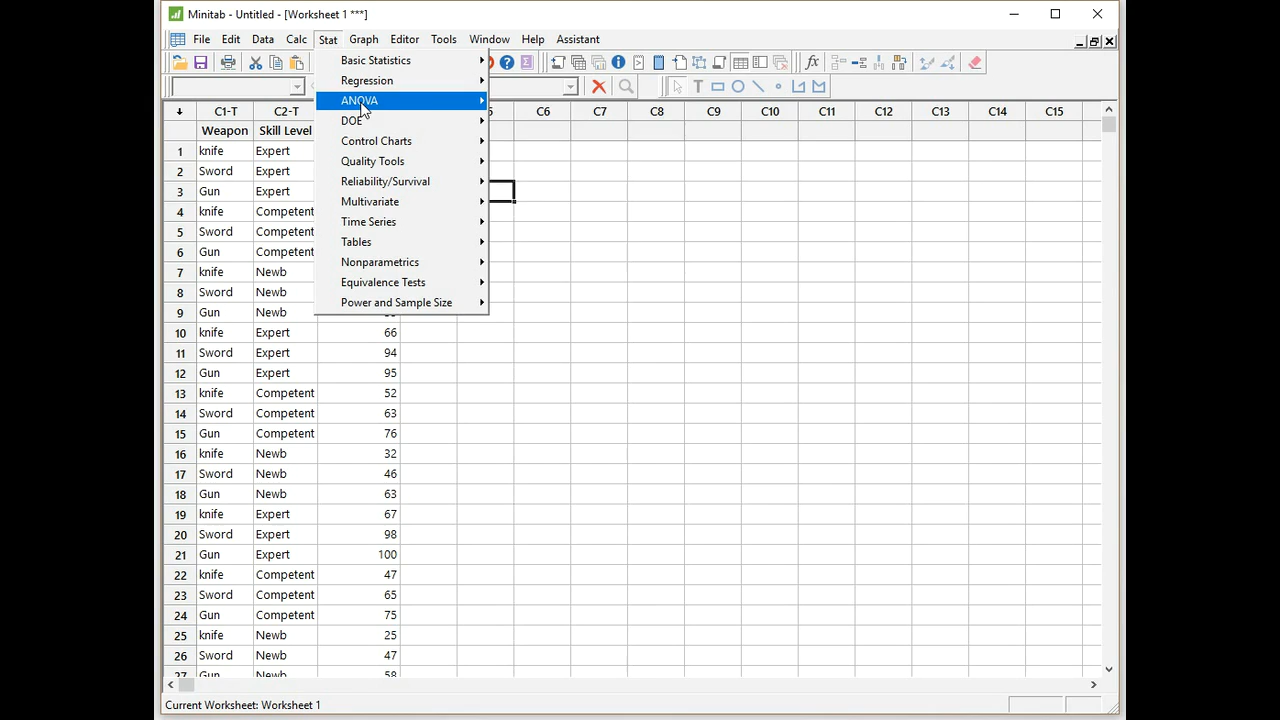 Minitab - Untitled - [Worksheet 1 ***]
File Edit Data Calc Stat Graph Editor Tools Window Help Assistant
Basic Statistics
Regression
ANOVA
DOE
Control Charts
Quality Tools
Reliability/Survival
Multivariate
Time Series
Tables
Nonparametrics
Equivalence Tests
Power and Sample Size
C1-T C2-T C6 C7 C8 C9 C10 C11 C12 C13 C14 C15
Weapon Skill Level
1 knife Expert
2 Sword Expert
3 Gun Expert
4 knife Competent
5 Sword Competent
6 Gun Competent
7 knife Newb
8 Sword Newb
9 Gun Newb
10 knife Expert 66
11 Sword Expert 94
12 Gun Expert 95
13 knife Competent 52
14 Sword Competent 63
15 Gun Competent 76
16 knife Newb 32
17 Sword Newb 46
18 Gun Newb 63
19 knife Expert 67
20 Sword Expert 98
21 Gun Expert 100
22 knife Competent 47
23 Sword Competent 65
24 Gun Competent 75
25 knife Newb 25
26 Sword Newb 47
27 Gun Newb 58
Current Worksheet: Worksheet 1